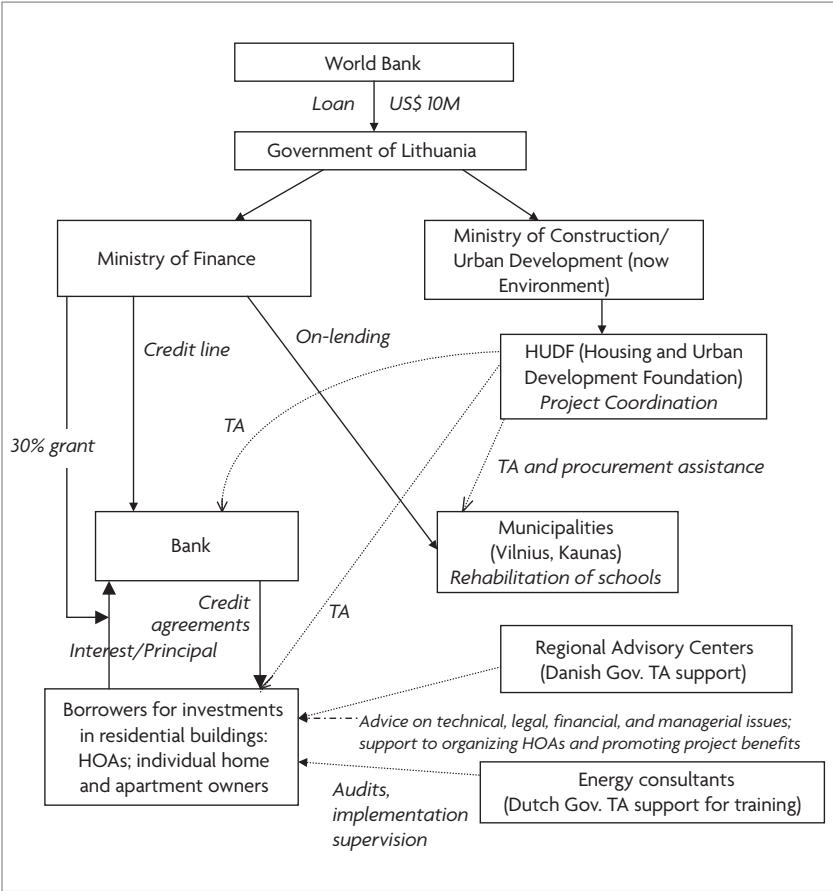 World Bank
Loan
US$ 10M
Government of Lithuania
Ministry of Finance
Ministry of Construction/
Urban Development (now
Environment)
Credit line
On-lending
HUDF (Housing and Urban
Development Foundation)
Project Coordination
30% grant
TA
TA and procurement assistance
Bank
Municipalities
(Vilnius, Kaunas)
Rehabilitation of schools
Credit
agreements
TA
Interest/Principal
Regional Advisory Centers
(Danish Gov. TA support)
Borrowers for investments
in residential buildings:
HOAs; individual home
and apartment owners
Advice on technical, legal, financial, and managerial issues;
support to organizing HOAs and promoting project benefits
Audits,
implementation
supervision
Energy consultants
(Dutch Gov. TA support for training)